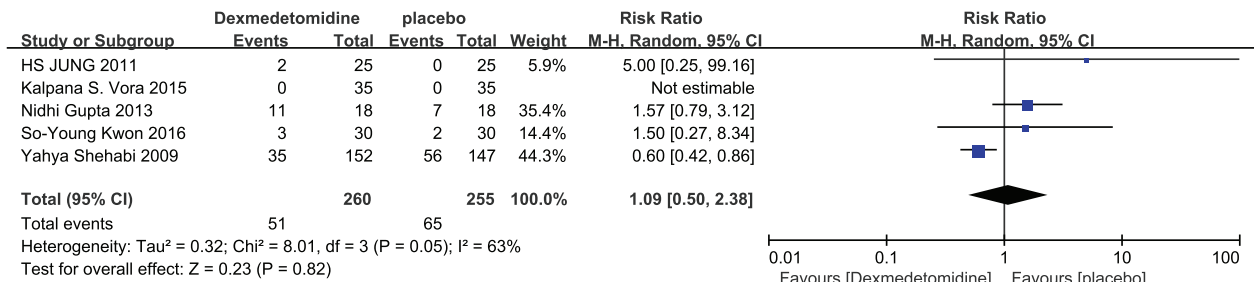 Dexmedetomidine placebo Risk Ratio Risk Ratio
Study or Subgroup Events Total Events Total Weight M-H, Random, 95% CI M-H, Random, 95% CI
HS JUNG 2011 2 25 0 25 5.9% 5.00 [0.25, 99.16]
Kalpana S. Vora 2015 0 35 0 35 Not estimable
Nidhi Gupta 2013 11 18 7 18 35.4% 1.57 [0.79, 3.12]
So-Young Kwon 2016 3 30 2 30 14.4% 1.50 [0.27, 8.34]
Yahya Shehabi 2009 35 152 56 147 44.3% 0.60 [0.42, 0.86]
Total (95% CI) 260 255 100.0% 1.09 [0.50, 2.38]
Total events 51 65
Heterogeneity: Tau² = 0.32; Chi² = 8.01, df = 3 (P = 0.05); I² = 63%
Test for overall effect: Z = 0.23 (P = 0.82)
0.01 0.1 1 10 100
Favours [Dexmedetomidine] Favours [placebo]